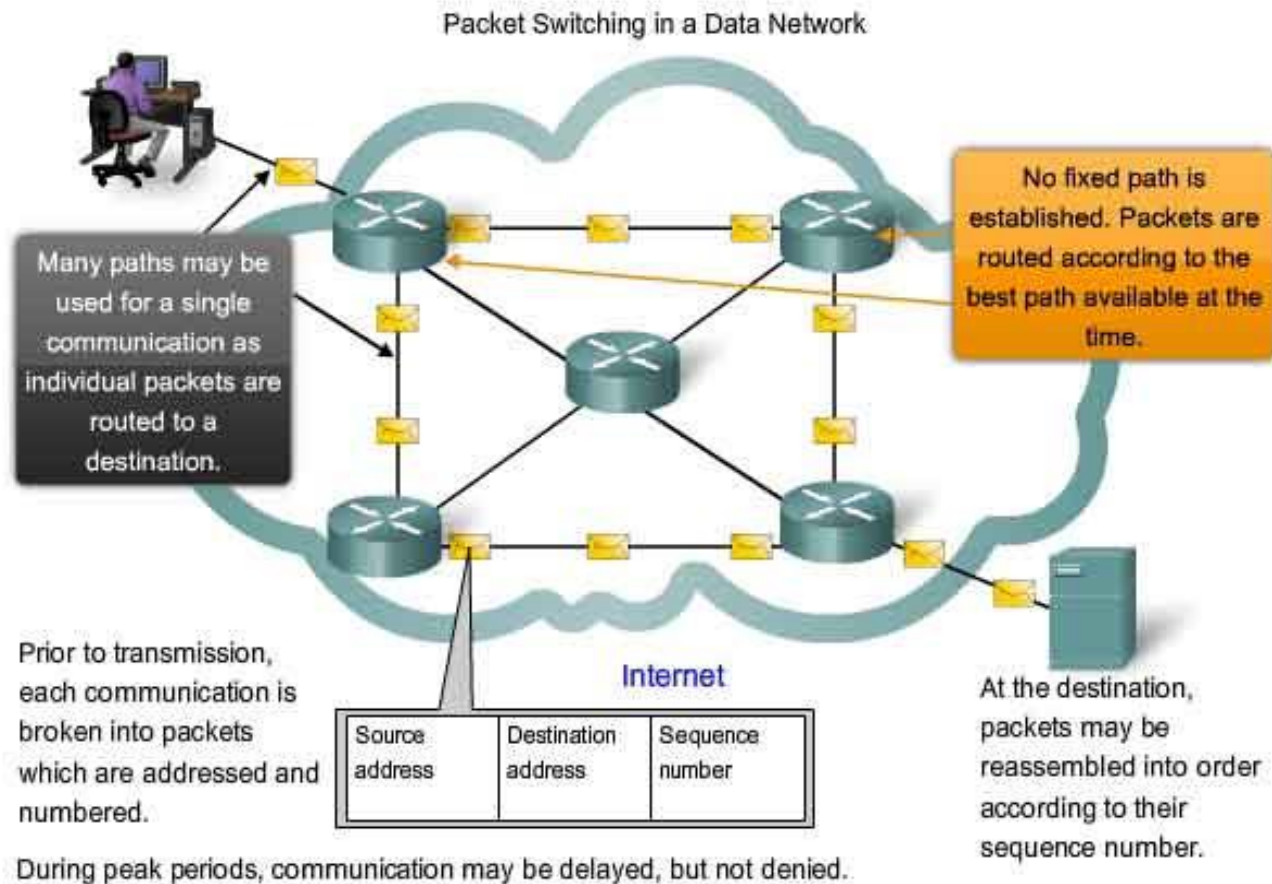 Packet Switching in a Data Network
Many paths may be
used for a single
communication as
individual packets are
routed to a
destination.
No fixed path is
established. Packets are
routed according to the
best path available at the
time.
Prior to transmission,
each communication is
broken into packets
which are addressed and
numbered.
Internet
Source
address
Destination
address
Sequence
number
At the destination,
packets may be
reassembled into order
according to their
sequence number.
During peak periods, communication may be delayed, but not denied.